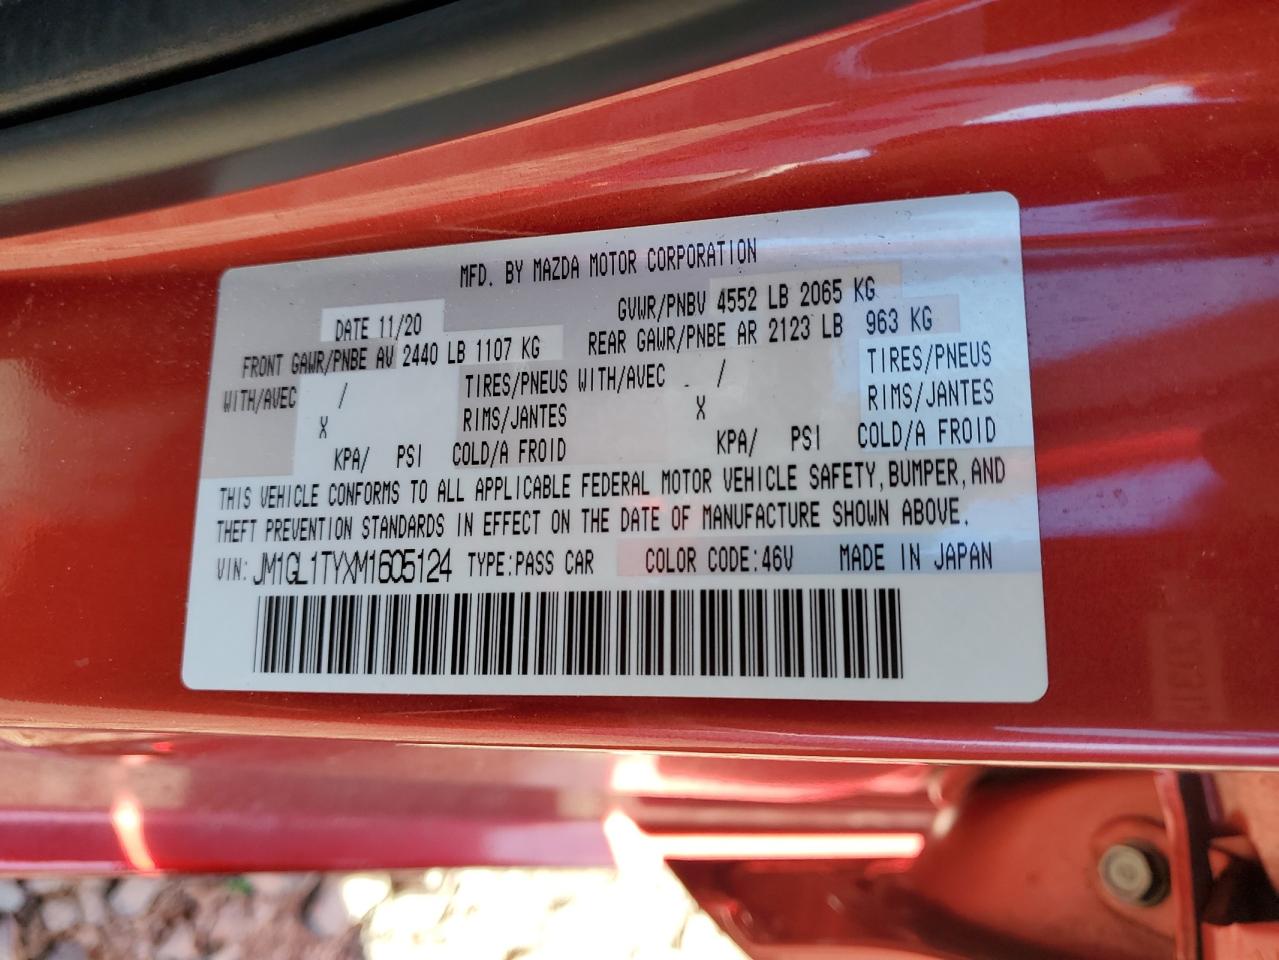 MFD. BY MAZDA MOTOR CORPORATION
DATE 11/20 GVWR/PNBV 4552 LB 2065 KG
FRONT GAWR/PNBE AV 2440 LB 1107 KG REAR GAWR/PNBE AR 2123 LB 963 KG
WITH/AVEC / TIRES/PNEUS WITH/AVEC / TIRES/PNEUS
X RIMS/JANTES X RIMS/JANTES
KPA/ PSI COLD/A FROID KPA/ PSI COLD/A FROID
THIS VEHICLE CONFORMS TO ALL APPLICABLE FEDERAL MOTOR VEHICLE SAFETY, BUMPER, AND
THEFT PREVENTION STANDARDS IN EFFECT ON THE DATE OF MANUFACTURE SHOWN ABOVE.
VIN: JM1GL1TYXM1605124 TYPE:PASS CAR COLOR CODE:46V MADE IN JAPAN